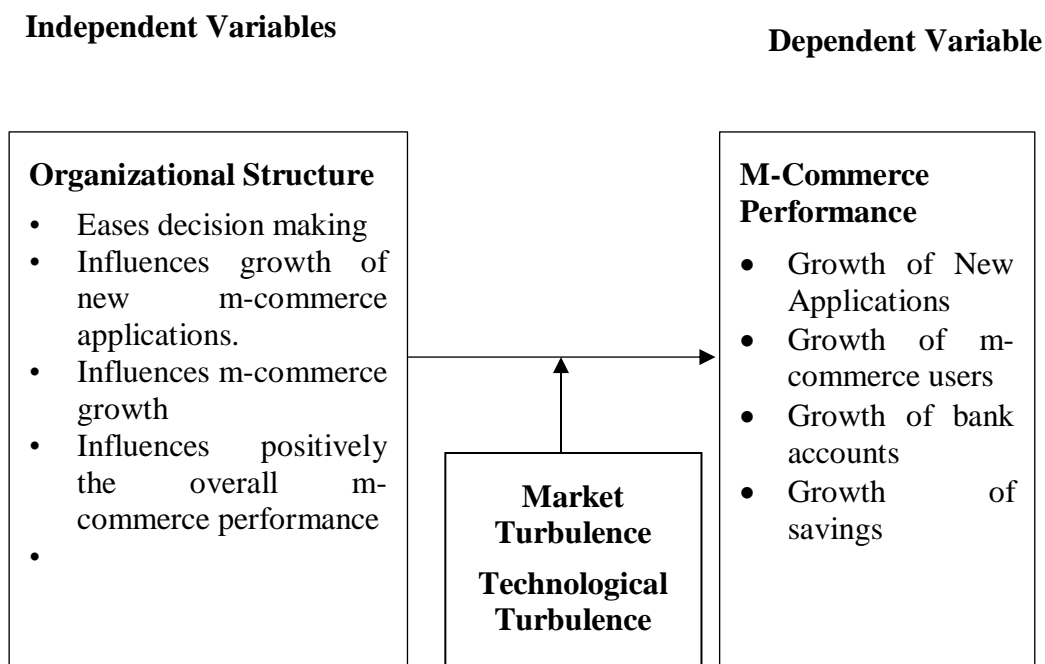 Independent Variables
Dependent Variable
Organizational Structure
• Eases decision making
• Influences growth of
new m-commerce
applications.
• Influences m-commerce
growth
• Influences positively
the overall m-
commerce performance
•
Market
Turbulence
Technological
Turbulence
M-Commerce
Performance
• Growth of New
Applications
• Growth of m-
commerce users
• Growth of bank
accounts
• Growth of
savings